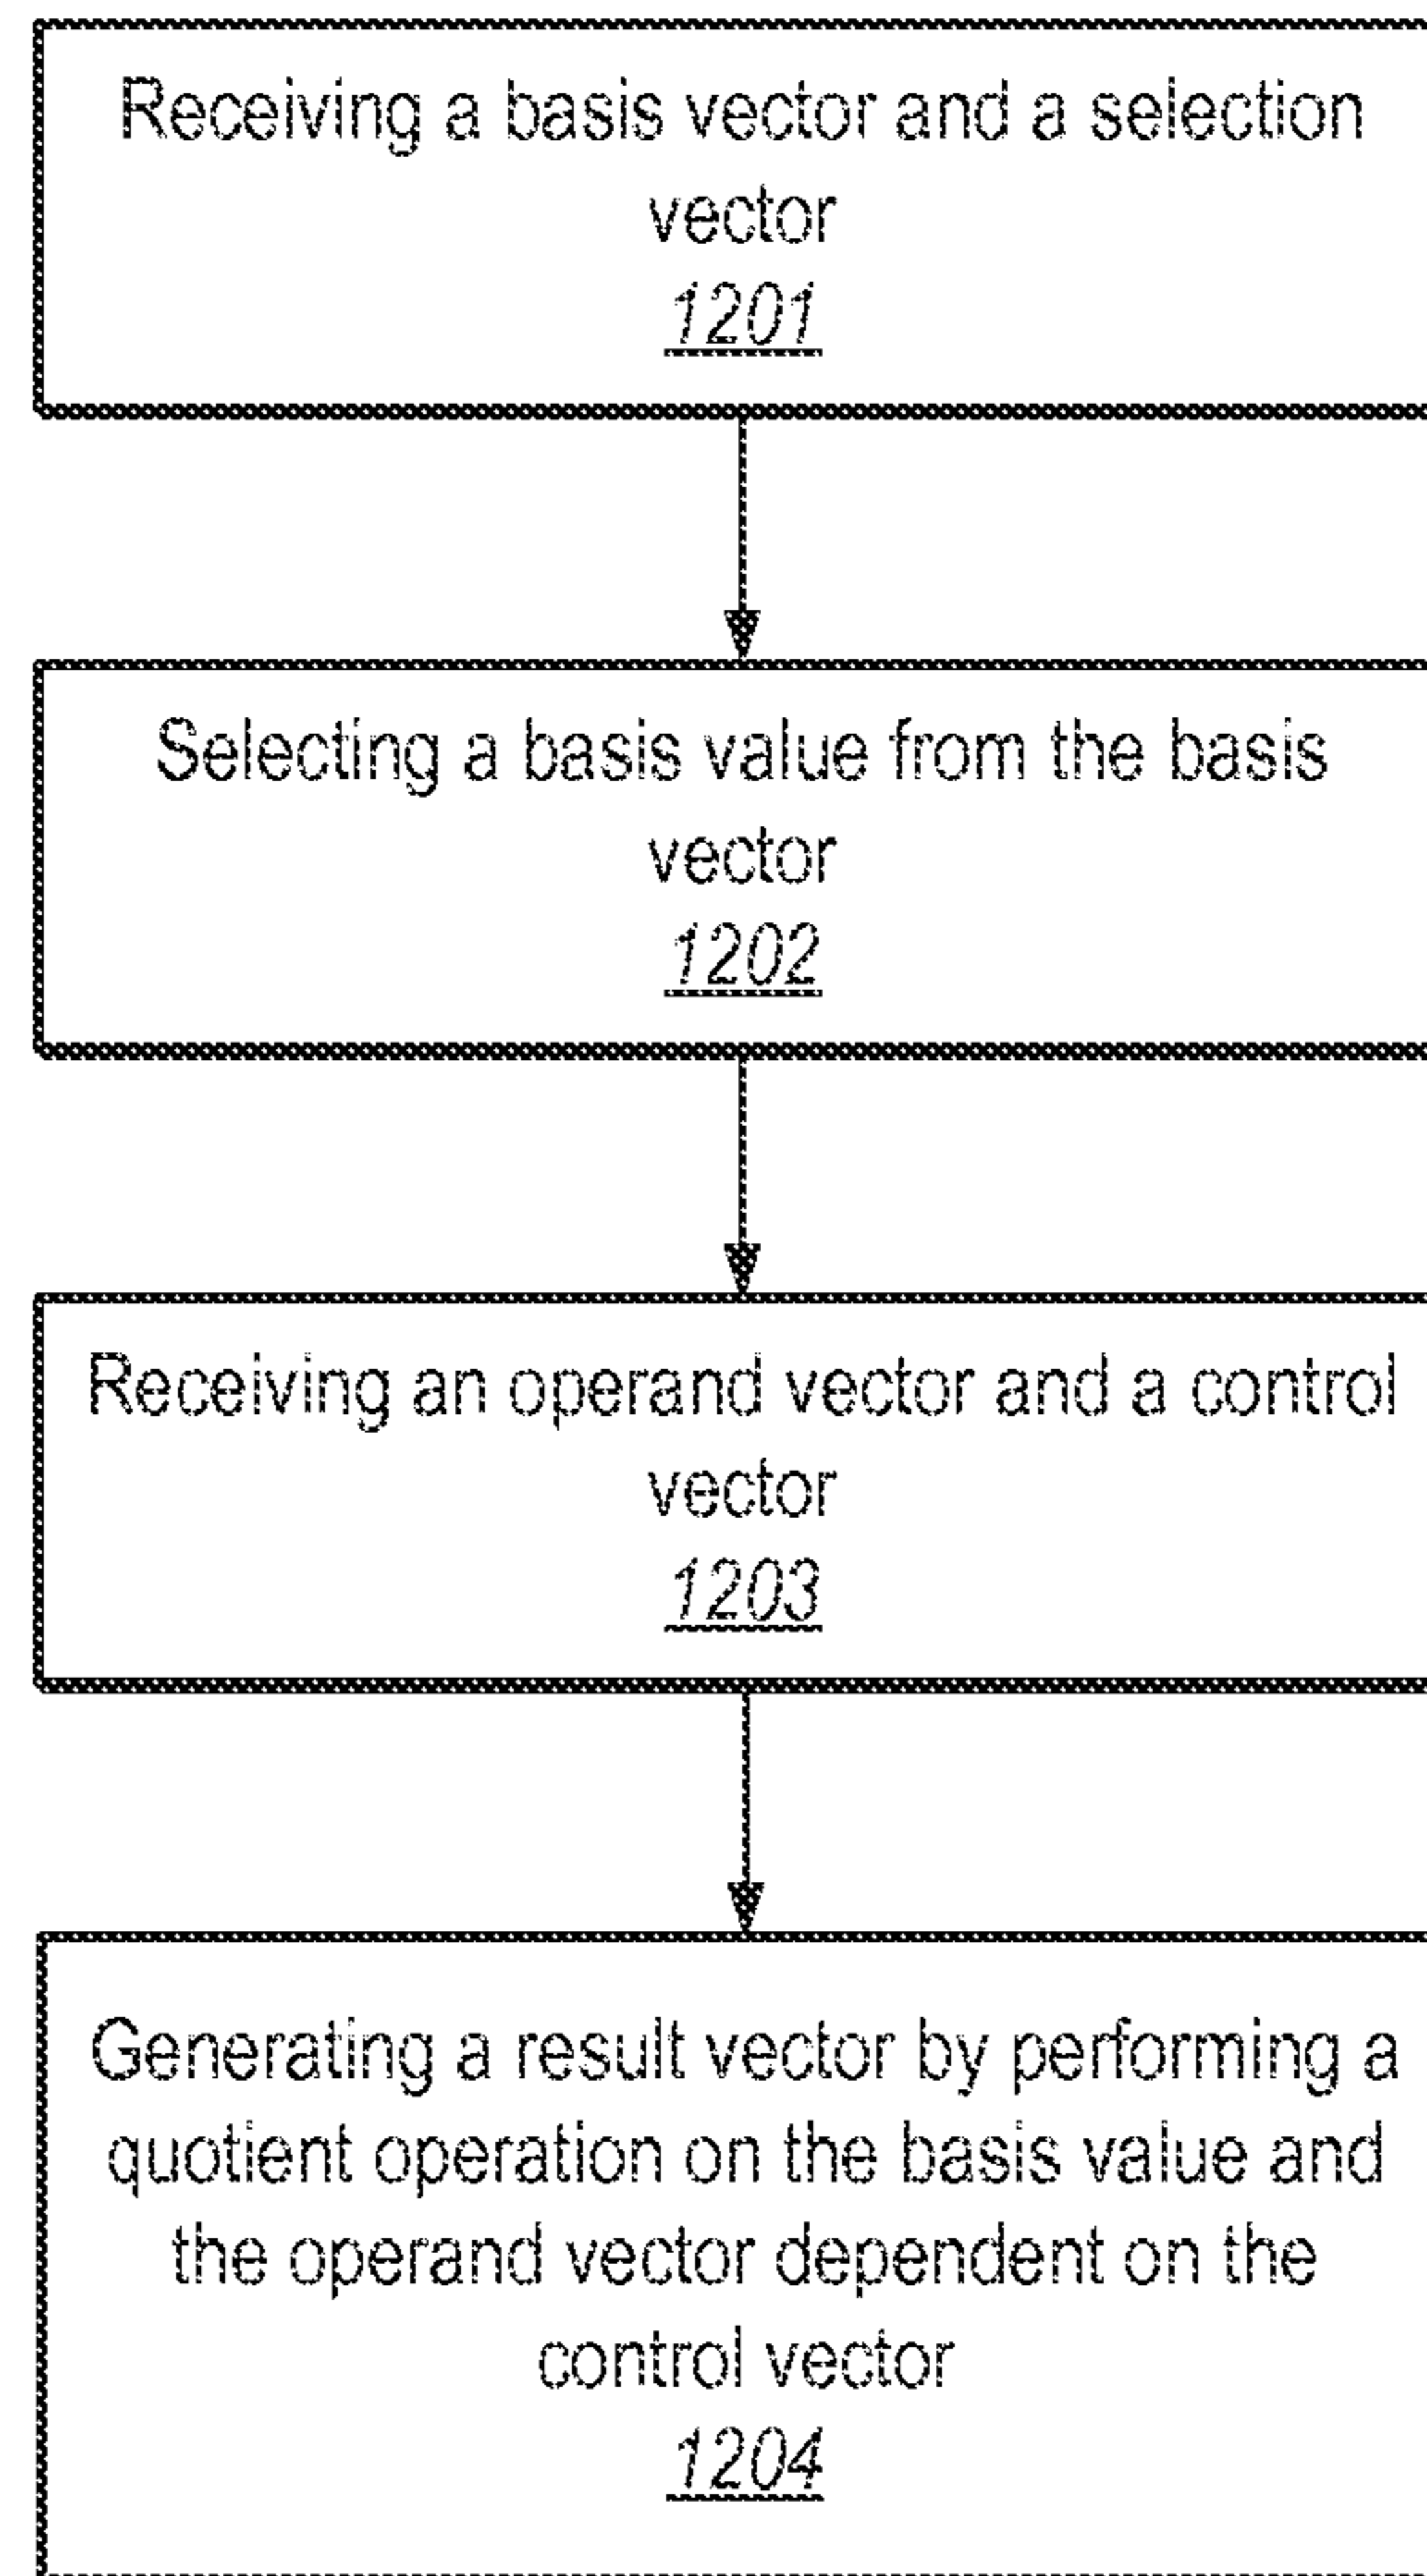 Receiving a basis vector and a selection
vector
1201
Selecting a basis value from the basis
vector
1202
Receiving an operand vector and a control
vector
1203
Generating a result vector by performing a
quotient operation on the basis value and
the operand vector dependent on the
control vector
1204